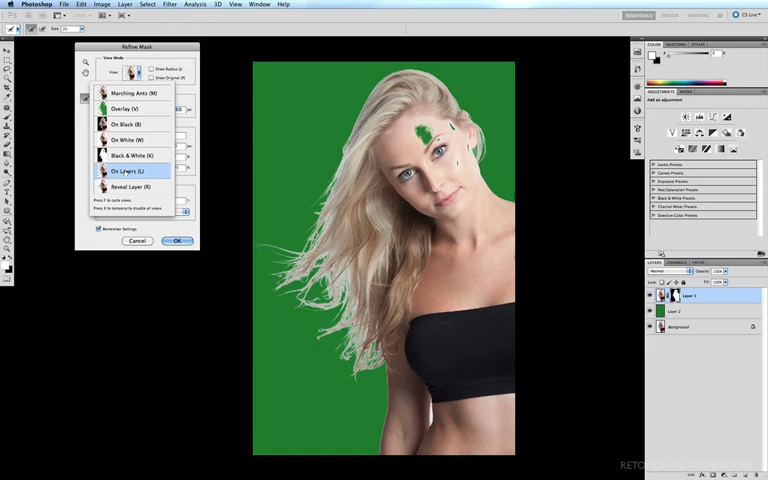 Photoshop File Edit Image Layer Select Filter Analysis 3D View Window Help
Ps 
ESSENTIALS DESIGN PAINTING CS Live
Size: 
Refine Mask
View Mode
View: Show Radius (J)
Show Original (P)
Marching Ants (M)
Overlay (V)
On Black (B)
On White (W)
Black & White (K)
On Layers (L)
Reveal Layer (R)
Press F to cycle views.
Press X to temporarily disable all views.
Remember Settings
Cancel OK
COLOR SWATCHES STYLES
ADJUSTMENTS MASKS
Add an adjustment
Levels Presets
Curves Presets
Exposure Presets
Hue/Saturation Presets
Black & White Presets
Channel Mixer Presets
Selective Color Presets
LAYERS CHANNELS PATHS
Normal Opacity: 100%
Lock: Fill: 100%
Layer 1
Layer 2
Background